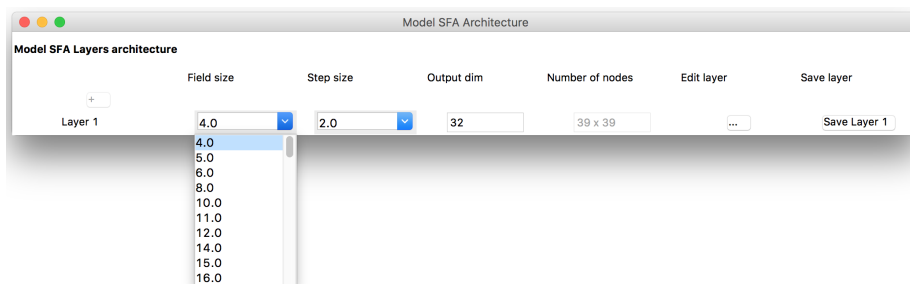 Model SFA Architecture
Model SFA Layers architecture
Field size Step size Output dim Number of nodes Edit layer Save layer
+
Layer 1 4.0 2.0 32 39 x 39 ... Save Layer 1
4.0
5.0
6.0
8.0
10.0
11.0
12.0
14.0
15.0
16.0